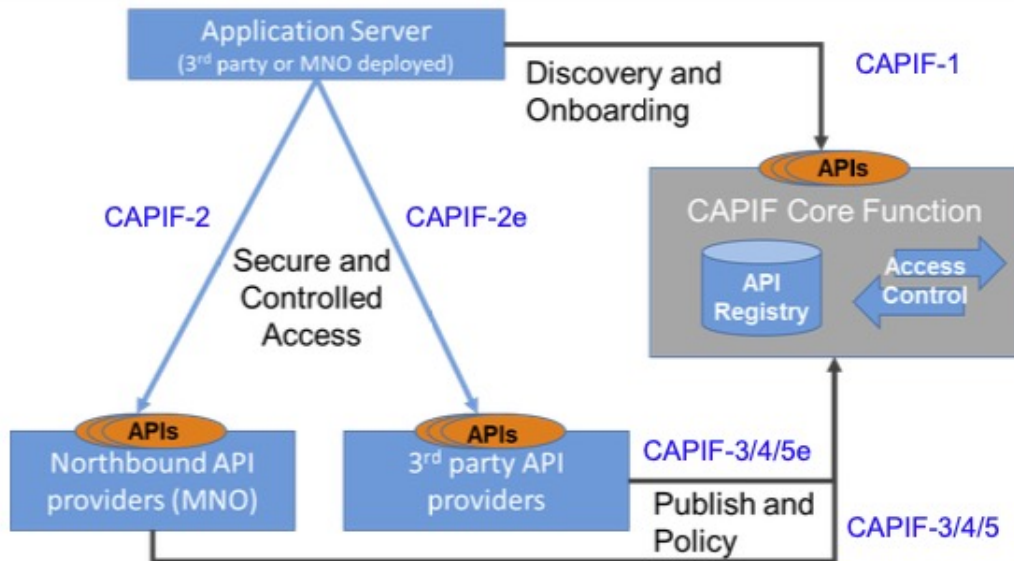 Application Server
(3rd party or MNO deployed)
CAPIF-1
Discovery and
Onboarding
APIs
CAPIF Core Function
API
Registry
Access
Control
CAPIF-2
CAPIF-2e
Secure and
Controlled
Access
APIs
Northbound API
providers (MNO)
APIs
3rd party API
providers
CAPIF-3/4/5e
Publish and
Policy
CAPIF-3/4/5